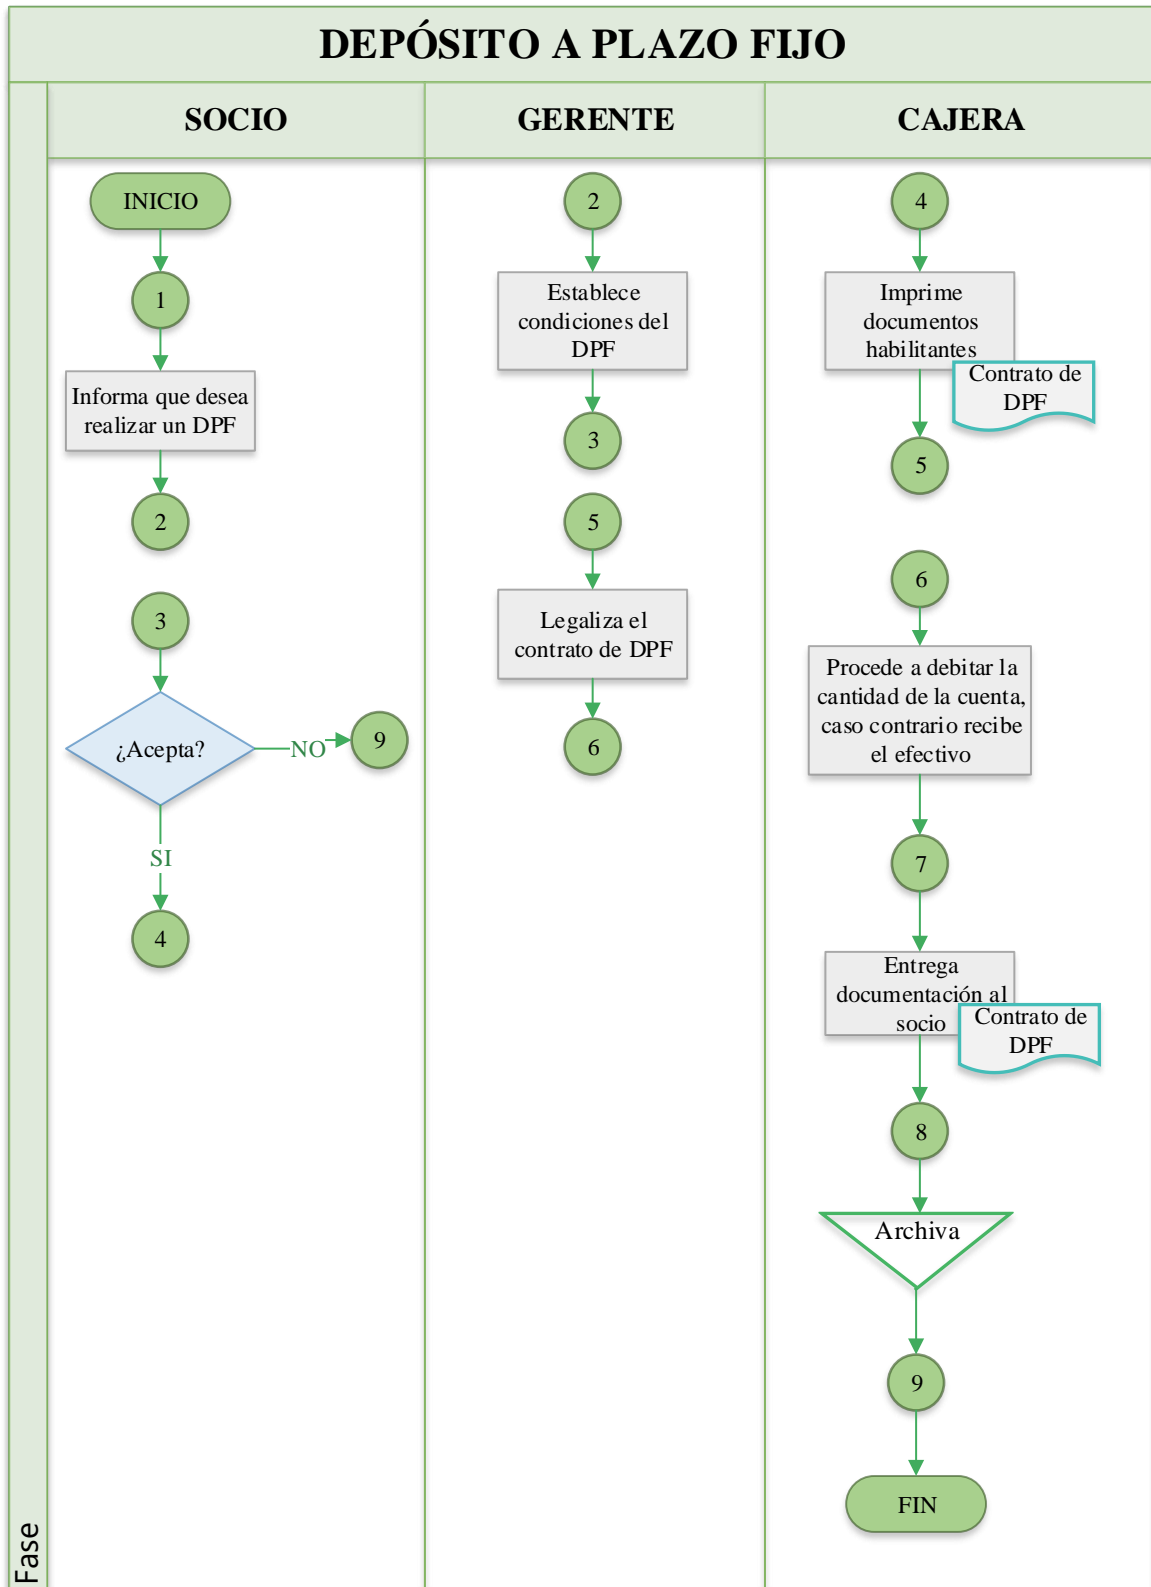 DEPÓSITO A PLAZO FIJO
Fase
SOCIO
GERENTE
CAJERA
INICIO
1
Informa que desea
realizar un DPF
2
3
¿Acepta?
NO
9
SI
4
2
Establece
condiciones del
DPF
3
5
Legaliza el
contrato de DPF
6
4
Imprime
documentos
habilitantes
Contrato de
DPF
5
6
Procede a debitar la
cantidad de la cuenta,
caso contrario recibe
el efectivo
7
Entrega
documentación al
socio
Contrato de
DPF
8
Archiva
9
FIN